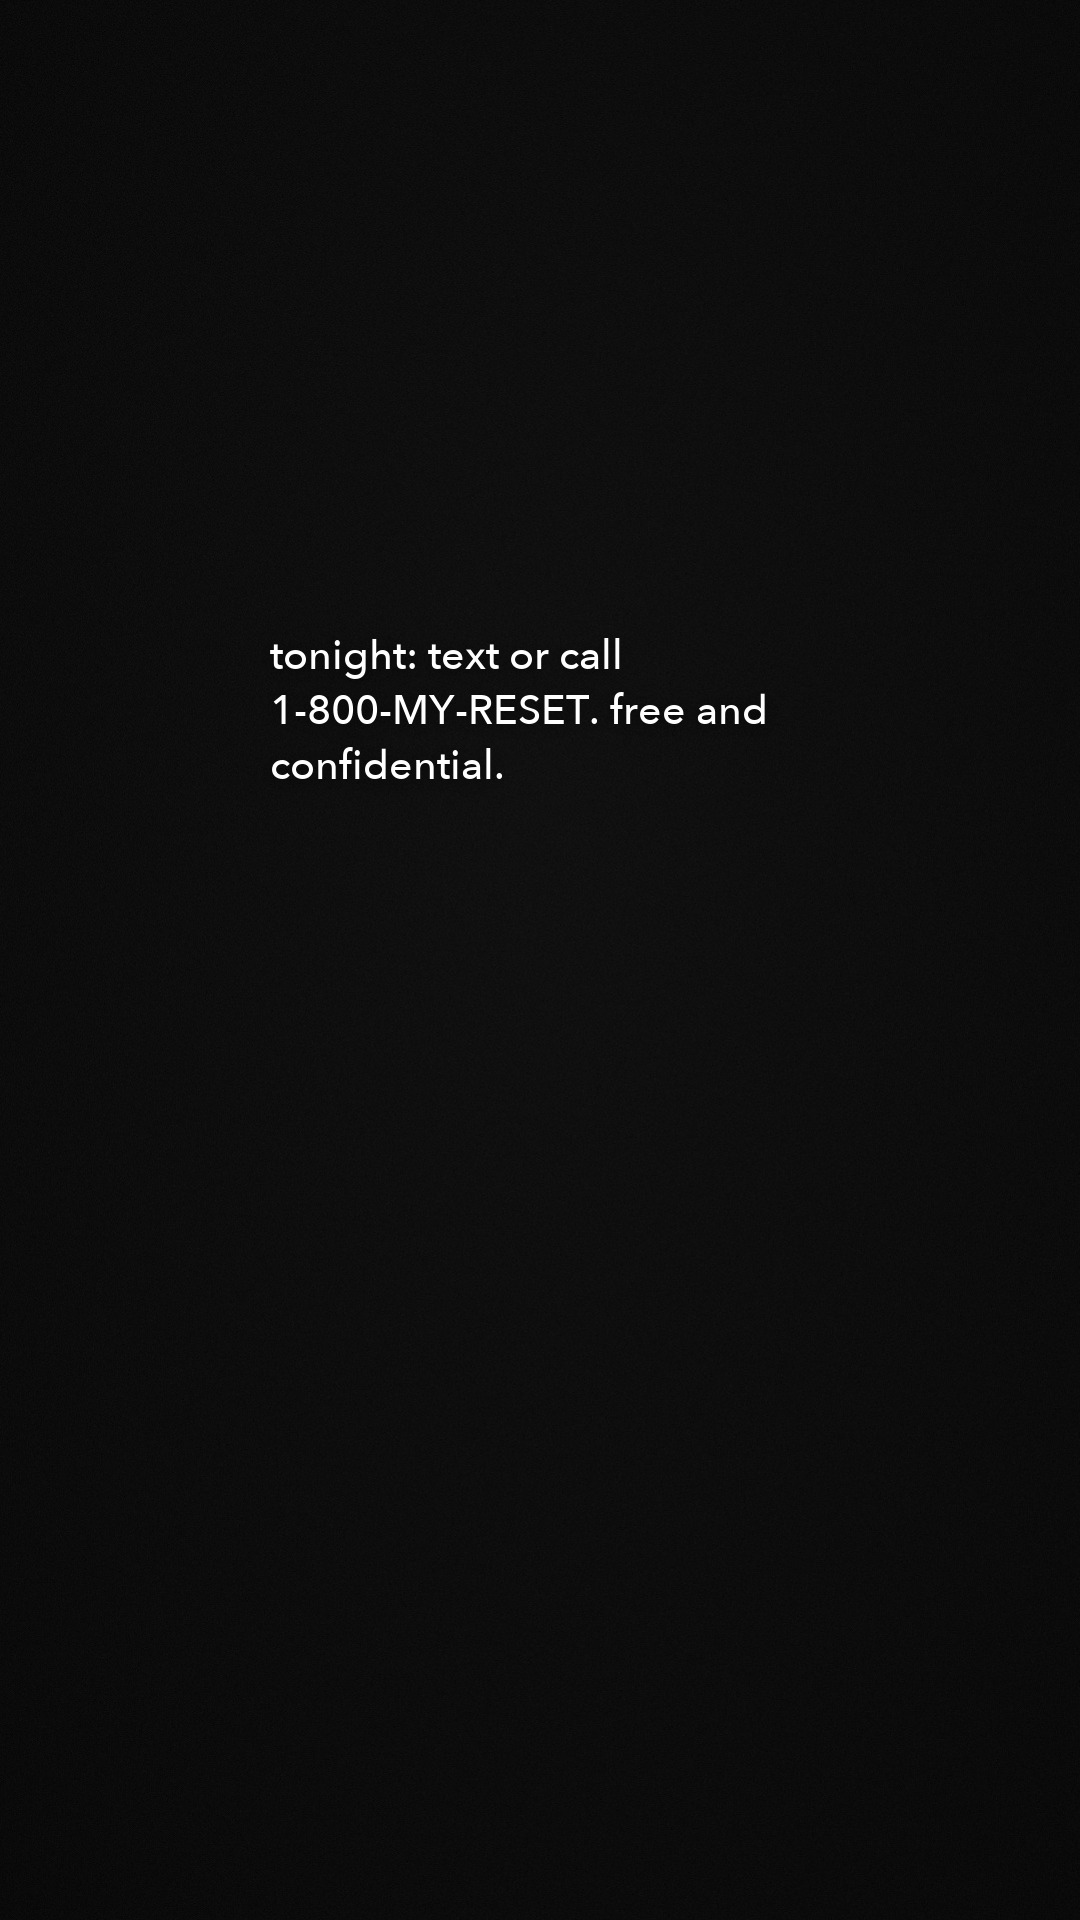 tonight: text or call
1-800-MY-RESET. free and
confidential.